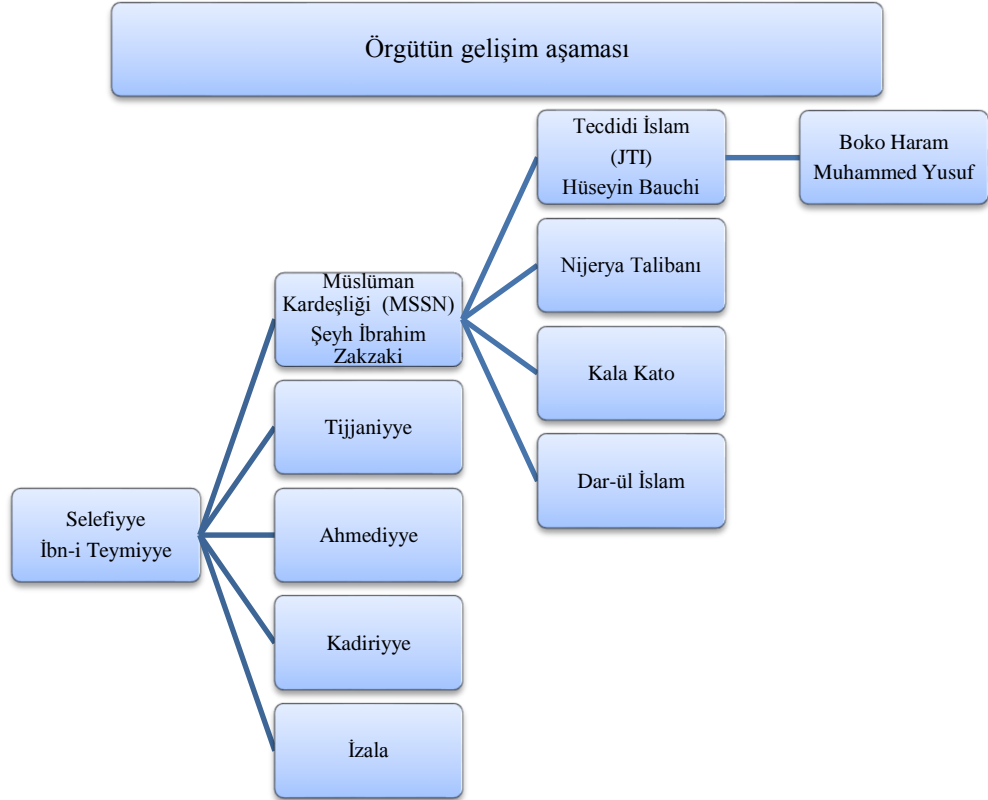 Örgütün gelişim aşaması
Tecdidi İslam
(JTI)
Hüseyin Bauchi
Boko Haram
Muhammed Yusuf
Nijerya Talibanı
Müslüman
Kardeşliği (MSSN)
Şeyh İbrahim
Zakzaki
Kala Kato
Tijjaniyye
Dar-ül İslam
Selefiyye
İbn-i Teymiyye
Ahmediyye
Kadiriyye
İzala